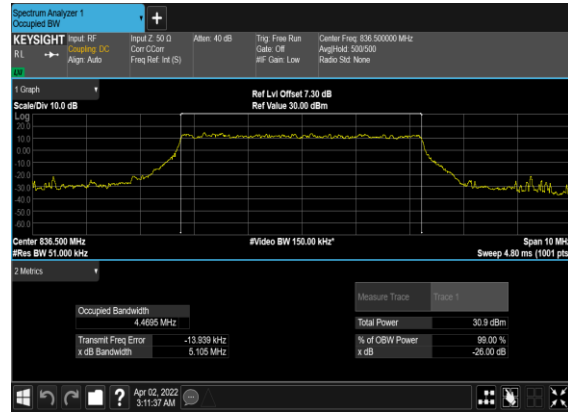 Spectrum Analyzer 1
Occupied BW
+
KEYSIGHT
RL
Input: RF
Coupling: DC
Align: Auto
Input Z: 50 Ω
Corr CCorr
Freq Ref: Int (S)
Atten: 40 dB
Trig: Free Run
Gate: Off
#IF Gain: Low
Center Freq: 836.500000 MHz
Avg|Hold: 500/500
Radio Std: None
1 Graph
Scale/Div 10.0 dB
Ref Lvl Offset 7.30 dB
Ref Value 30.00 dBm
Log
20.0
10.0
0.00
-10.0
-20.0
-30.0
-40.0
-50.0
-60.0
Center 836.500 MHz
#Res BW 51.000 kHz
#Video BW 150.00 kHz*
Span 10 MHz
Sweep 4.80 ms (1001 pts)
2 Metrics
Measure Trace Trace 1
Occupied Bandwidth
4.4695 MHz
Total Power 30.9 dBm
Transmit Freq Error -13.939 kHz
% of OBW Power 99.00 %
x dB Bandwidth 5.105 MHz
x dB -26.00 dB
?
Apr 02, 2022
3:11:37 AM